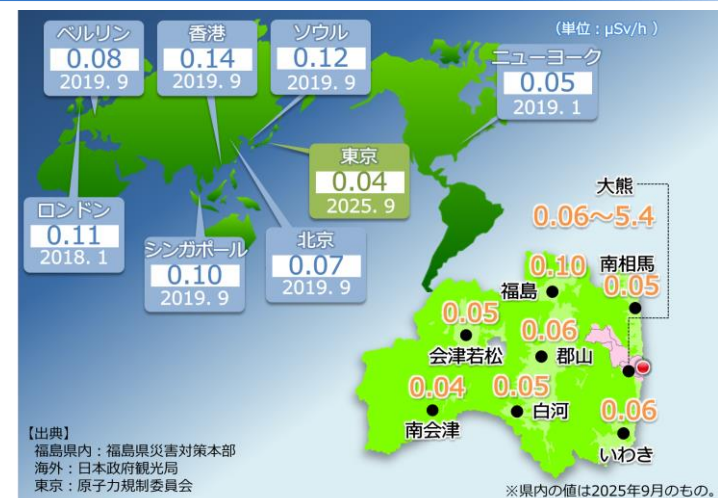 (単位：μSv/h )
ベルリン
0.08
2019. 9
香港
0.14
2019. 9
ソウル
0.12
2019. 9
ニューヨーク
0.05
2019. 1
東京
0.04
2025. 9
ロンドン
0.11
2018. 1
シンガポール
0.10
2019. 9
北京
0.07
2019. 9
大熊
0.06～5.4
0.10
福島
南相馬
0.05
0.05
会津若松
0.06
郡山
0.04
南会津
0.05
白河
0.06
いわき
【出典】
福島県内：福島県災害対策本部
海外：日本政府観光局
東京：原子力規制委員会
※県内の値は2025年9月のもの。